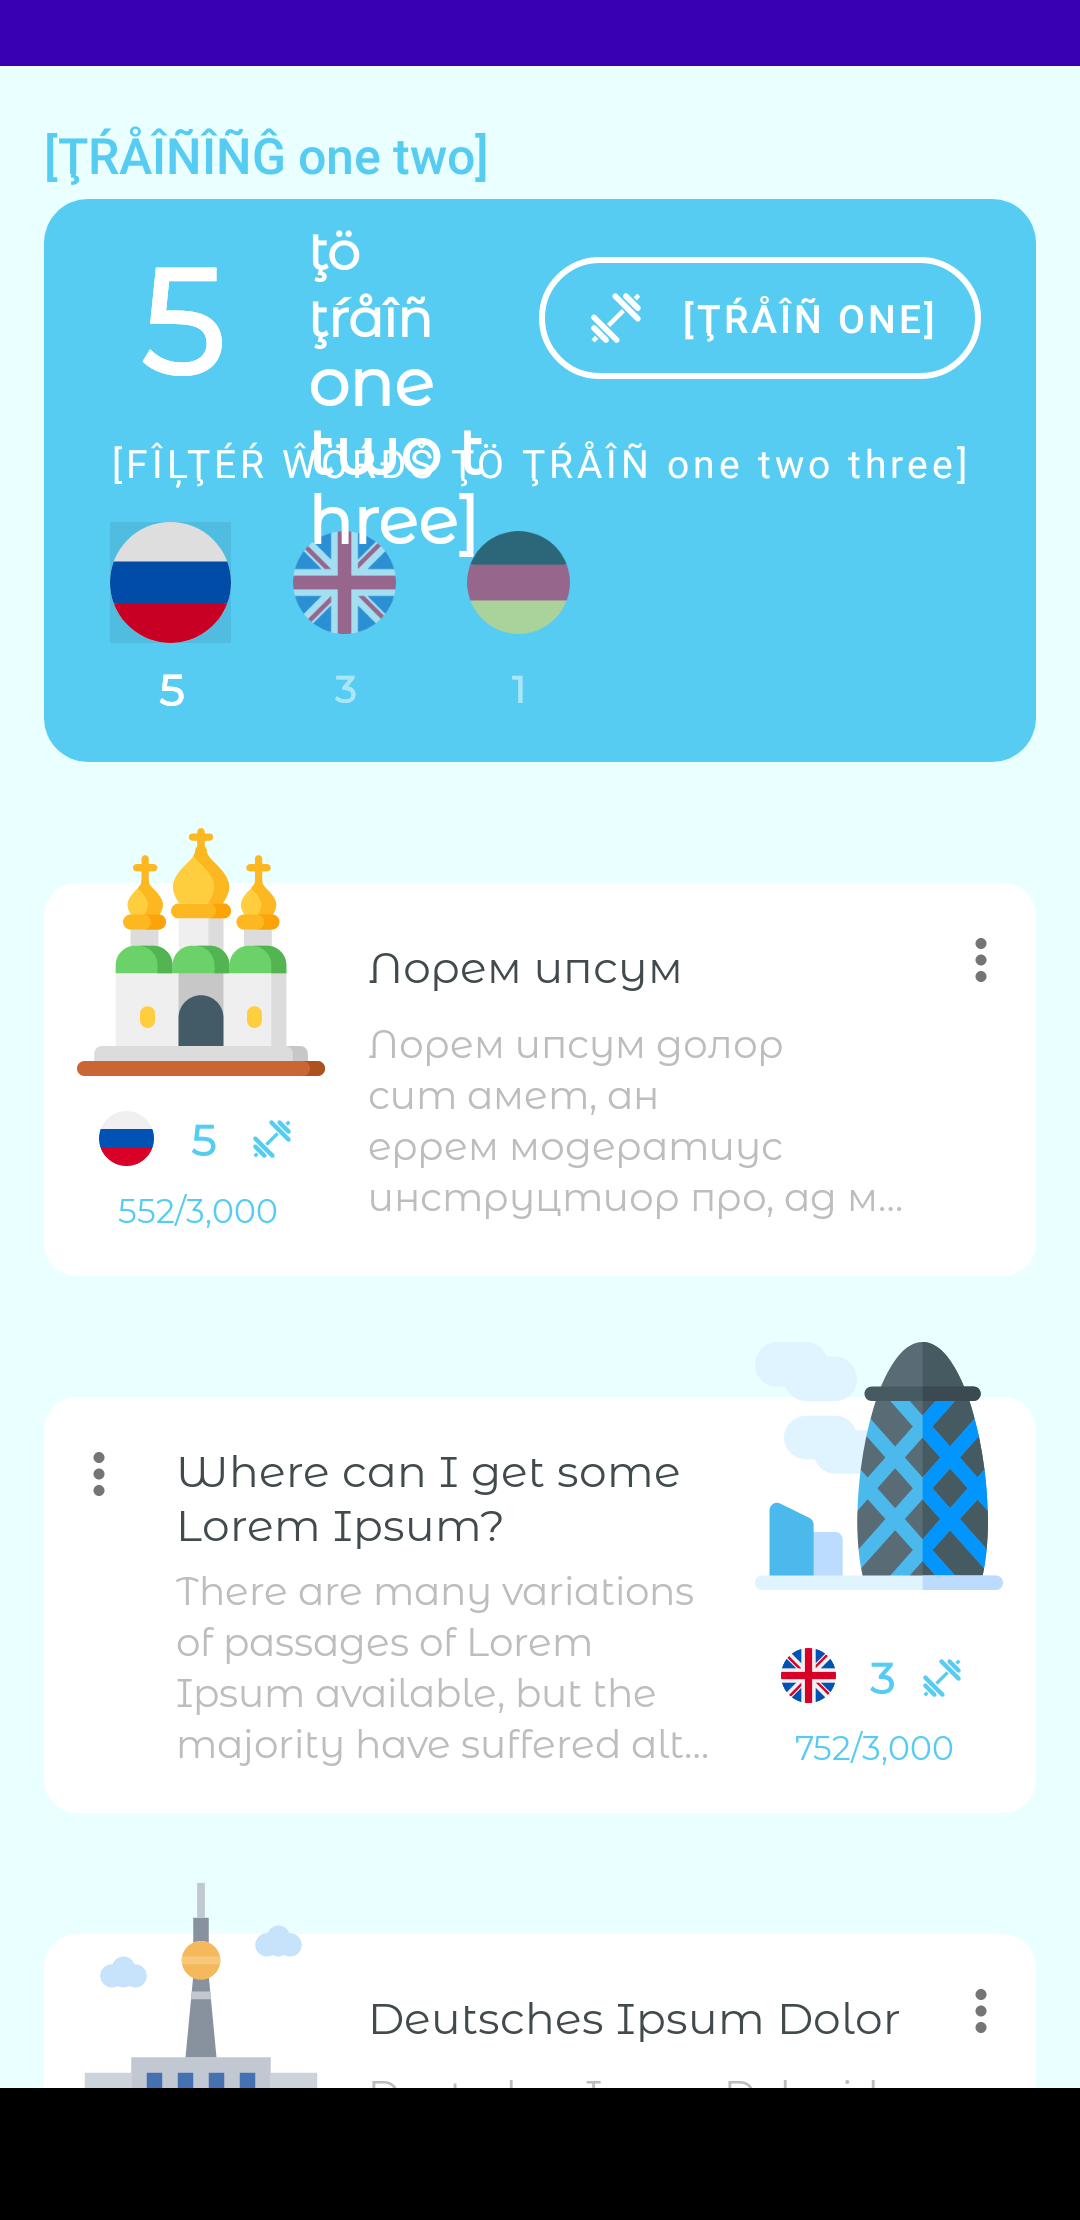 [ŢŔÅÎÑÎÑĜ one two]
5
ţö
ţŕåîñ
one
two t
hree]
[ŢŔÅÎÑ ONE]
[FÎĻŢÉŔ ŴÖŔÐŠ ŢÖ ŢŔÅÎÑ one two three]
5
3
1
Лорем ипсум
Лорем ипсум долор
сит амет, ан
еррем модератиус
инструцтиор про, ад м...
5
552/3,000
Where can I get some
Lorem Ipsum?
There are many variations
of passages of Lorem
Ipsum available, but the
majority have suffered alt...
3
752/3,000
Deutsches Ipsum Dolor